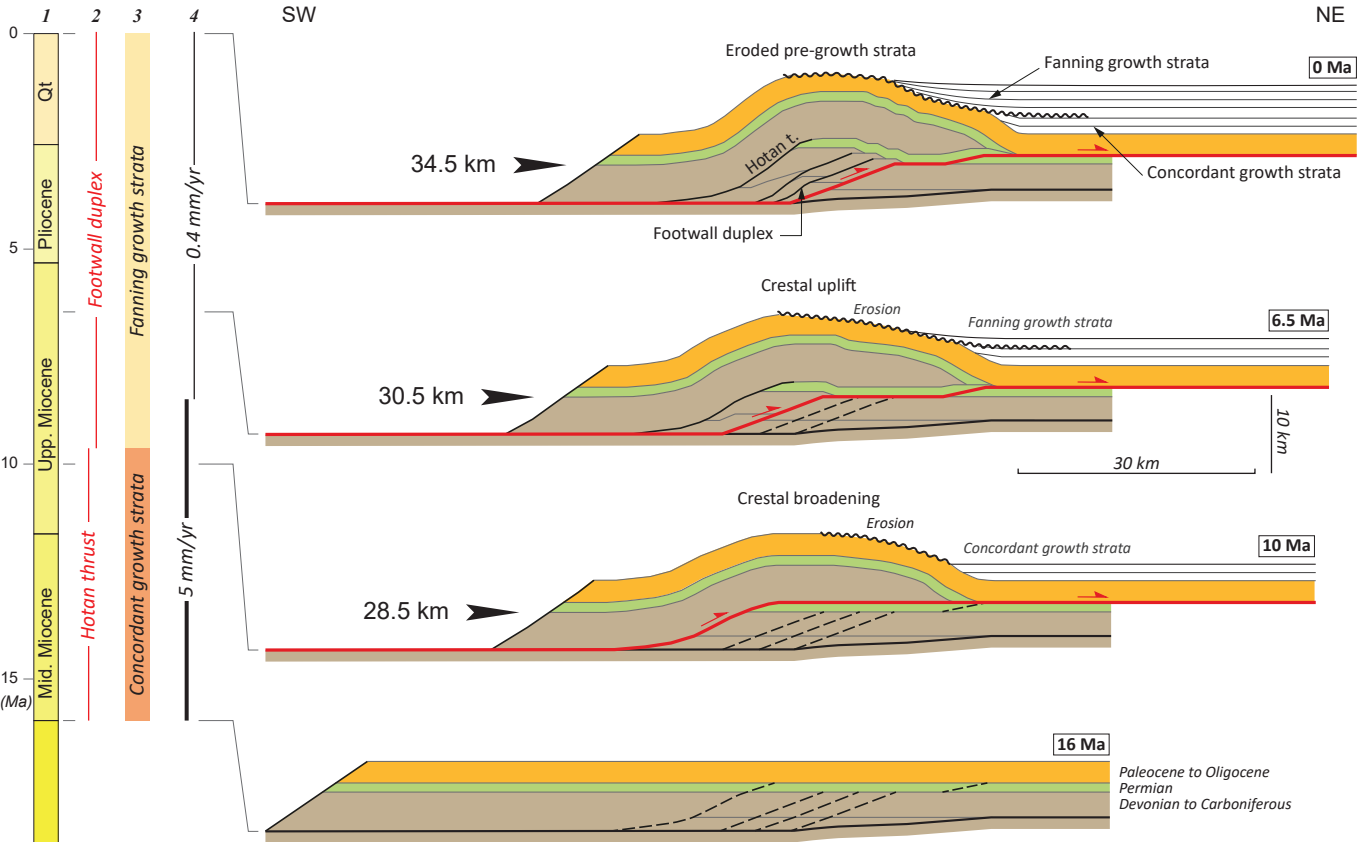 1
2
3
4
SW
NE
0
5
10
15
(Ma)
Qt
Pliocene
Upp. Miocene
Mid. Miocene
Footwall duplex
Hotan thrust
Fanning growth strata
Concordant growth strata
0.4 mm/yr
5 mm/yr
Eroded pre-growth strata
Fanning growth strata
0 Ma
34.5 km
Hotan t.
Concordant growth strata
Footwall duplex
Crestal uplift
Erosion
Fanning growth strata
6.5 Ma
30.5 km
10 km
30 km
Crestal broadening
Erosion
Concordant growth strata
10 Ma
28.5 km
16 Ma
Paleocene to Oligocene
Permian
Devonian to Carboniferous